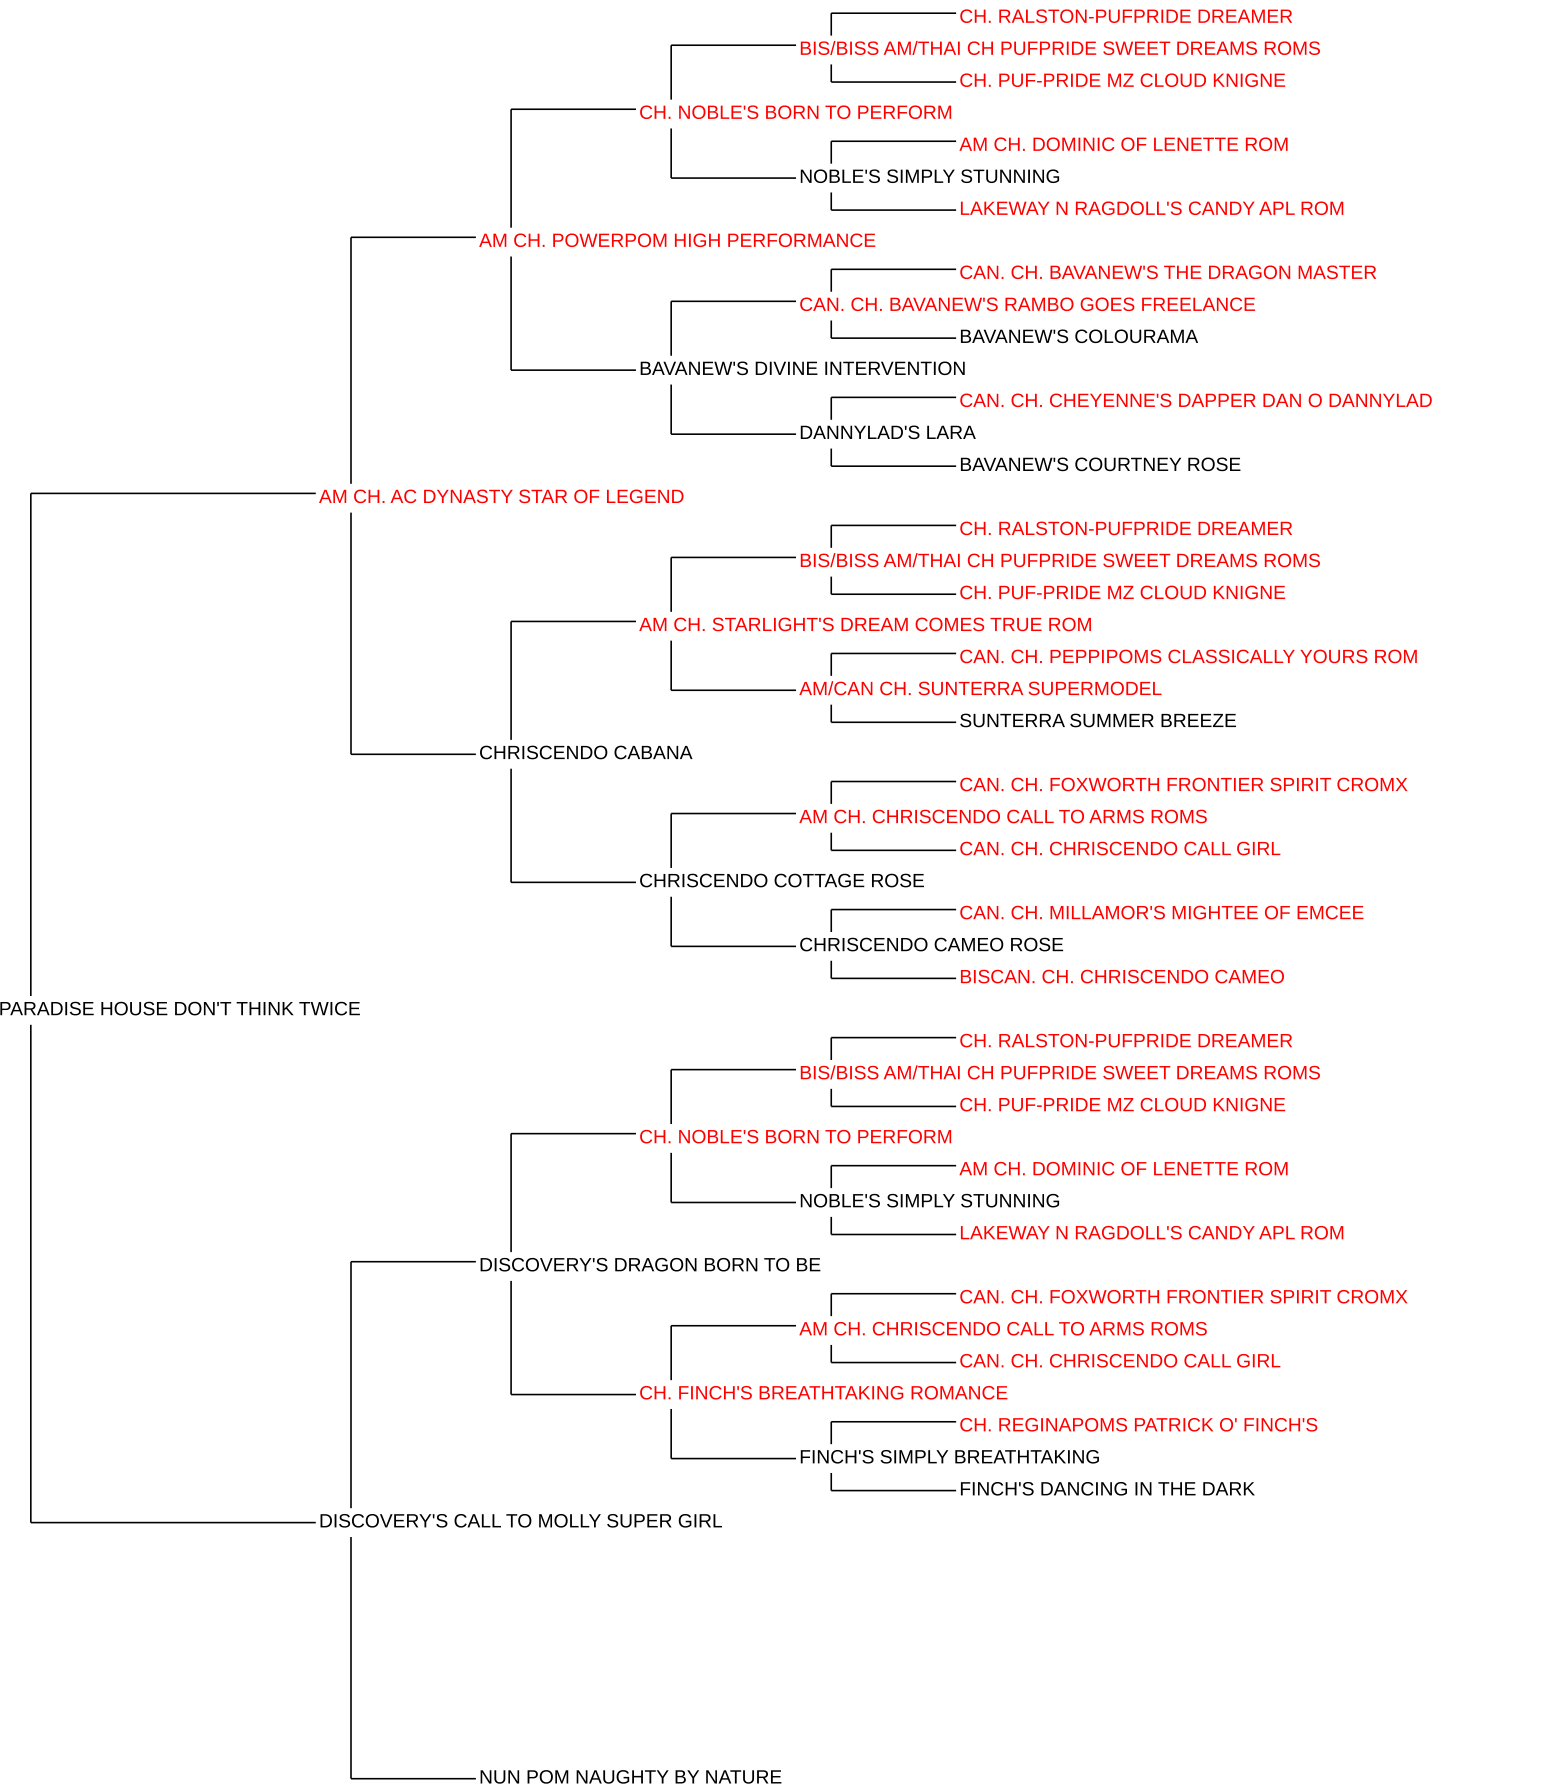 CH. RALSTON-PUFPRIDE DREAMER
BIS/BISS AM/THAI CH PUFPRIDE SWEET DREAMS ROMS
CH. PUF-PRIDE MZ CLOUD KNIGNE
CH. NOBLE'S BORN TO PERFORM
AM CH. DOMINIC OF LENETTE ROM
NOBLE'S SIMPLY STUNNING
LAKEWAY N RAGDOLL'S CANDY APL ROM
AM CH. POWERPOM HIGH PERFORMANCE
CAN. CH. BAVANEW'S THE DRAGON MASTER
CAN. CH. BAVANEW'S RAMBO GOES FREELANCE
BAVANEW'S COLOURAMA
BAVANEW'S DIVINE INTERVENTION
CAN. CH. CHEYENNE'S DAPPER DAN O DANNYLAD
DANNYLAD'S LARA
BAVANEW'S COURTNEY ROSE
AM CH. AC DYNASTY STAR OF LEGEND
CH. RALSTON-PUFPRIDE DREAMER
BIS/BISS AM/THAI CH PUFPRIDE SWEET DREAMS ROMS
CH. PUF-PRIDE MZ CLOUD KNIGNE
AM CH. STARLIGHT'S DREAM COMES TRUE ROM
CAN. CH. PEPPIPOMS CLASSICALLY YOURS ROM
AM/CAN CH. SUNTERRA SUPERMODEL
SUNTERRA SUMMER BREEZE
CHRISCENDO CABANA
CAN. CH. FOXWORTH FRONTIER SPIRIT CROMX
AM CH. CHRISCENDO CALL TO ARMS ROMS
CAN. CH. CHRISCENDO CALL GIRL
CHRISCENDO COTTAGE ROSE
CAN. CH. MILLAMOR'S MIGHTEE OF EMCEE
CHRISCENDO CAMEO ROSE
BISCAN. CH. CHRISCENDO CAMEO
PARADISE HOUSE DON'T THINK TWICE
CH. RALSTON-PUFPRIDE DREAMER
BIS/BISS AM/THAI CH PUFPRIDE SWEET DREAMS ROMS
CH. PUF-PRIDE MZ CLOUD KNIGNE
CH. NOBLE'S BORN TO PERFORM
AM CH. DOMINIC OF LENETTE ROM
NOBLE'S SIMPLY STUNNING
LAKEWAY N RAGDOLL'S CANDY APL ROM
DISCOVERY'S DRAGON BORN TO BE
CAN. CH. FOXWORTH FRONTIER SPIRIT CROMX
AM CH. CHRISCENDO CALL TO ARMS ROMS
CAN. CH. CHRISCENDO CALL GIRL
CH. FINCH'S BREATHTAKING ROMANCE
CH. REGINAPOMS PATRICK O' FINCH'S
FINCH'S SIMPLY BREATHTAKING
FINCH'S DANCING IN THE DARK
DISCOVERY'S CALL TO MOLLY SUPER GIRL
NUN POM NAUGHTY BY NATURE